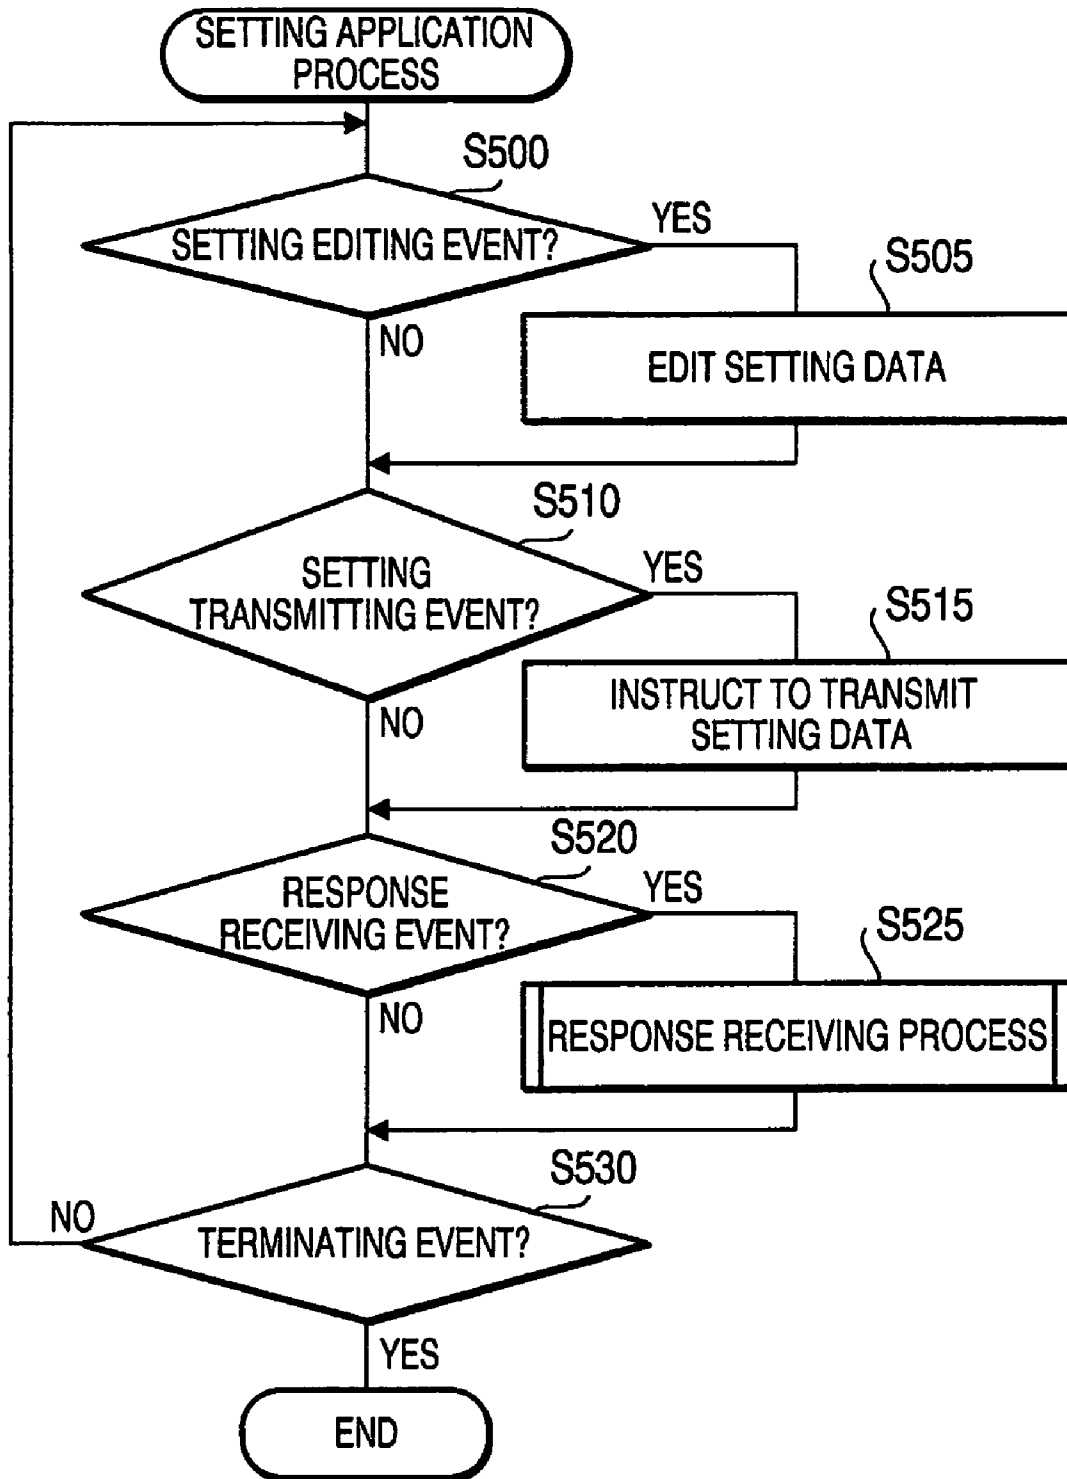 SETTING APPLICATION
PROCESS
S500
SETTING EDITING EVENT?
YES
NO
S505
EDIT SETTING DATA
S510
SETTING
TRANSMITTING EVENT?
YES
NO
S515
INSTRUCT TO TRANSMIT
SETTING DATA
S520
RESPONSE
RECEIVING EVENT?
YES
NO
S525
RESPONSE RECEIVING PROCESS
S530
TERMINATING EVENT?
NO
YES
END